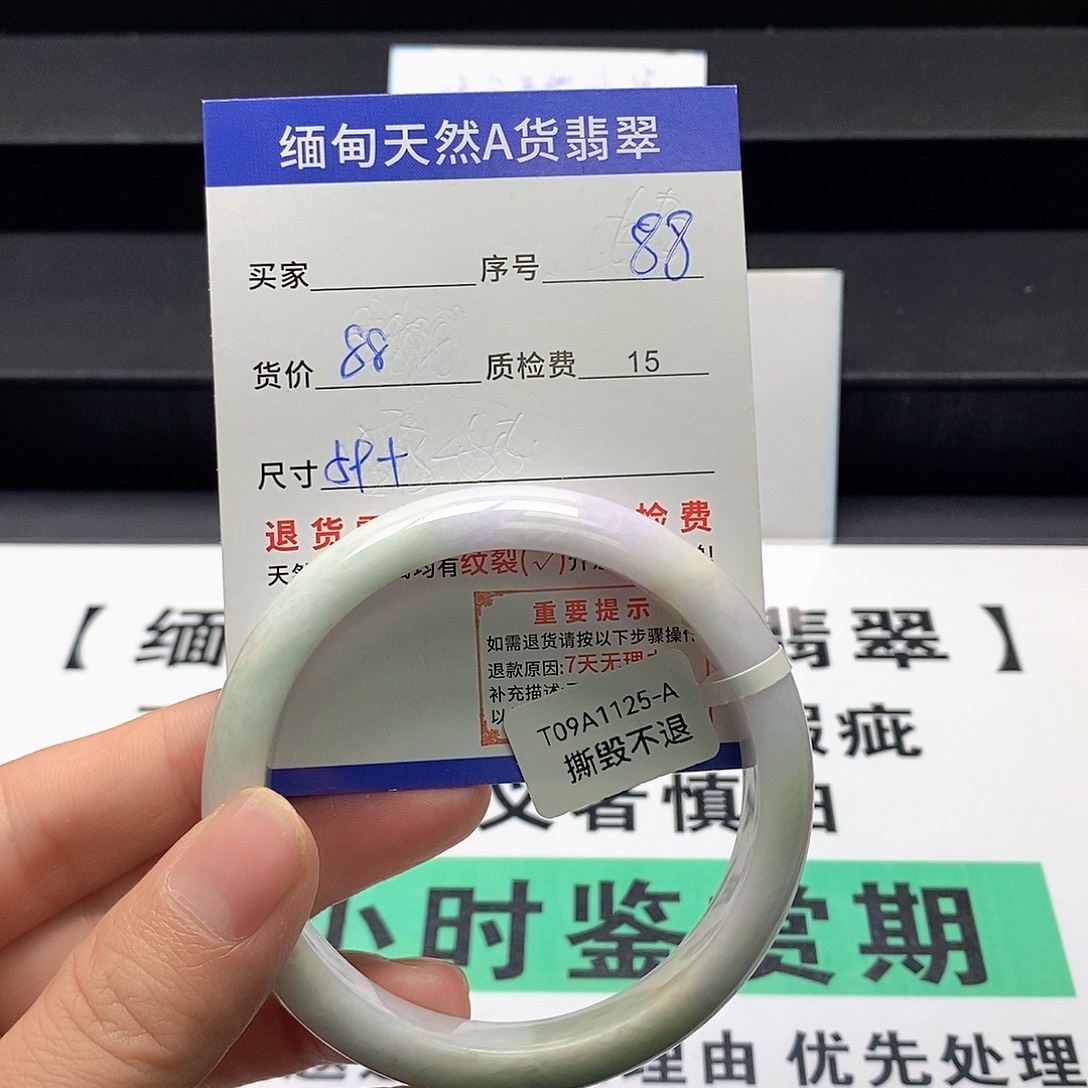 缅甸天然A货翡翠
买家 序号 88
货价 88 质检费 15
尺寸
退货 检费
有纹裂(✓)
重要提示
如需退货请按以下步骤操作
退款原因:7天无理由
补充描述:
以
T09A1125-A
撕毁不退
【缅 翡翠】
瑕疵
者慎
小时鉴赏期
理由 优先处理